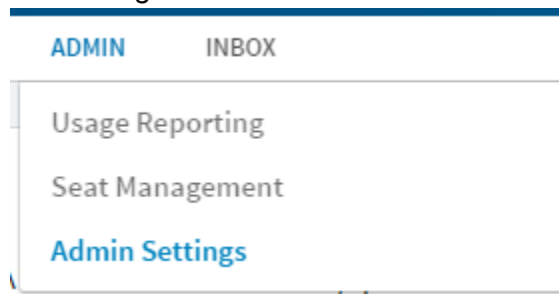 ADMIN INBOX
Usage Reporting
Seat Management
Admin Settings